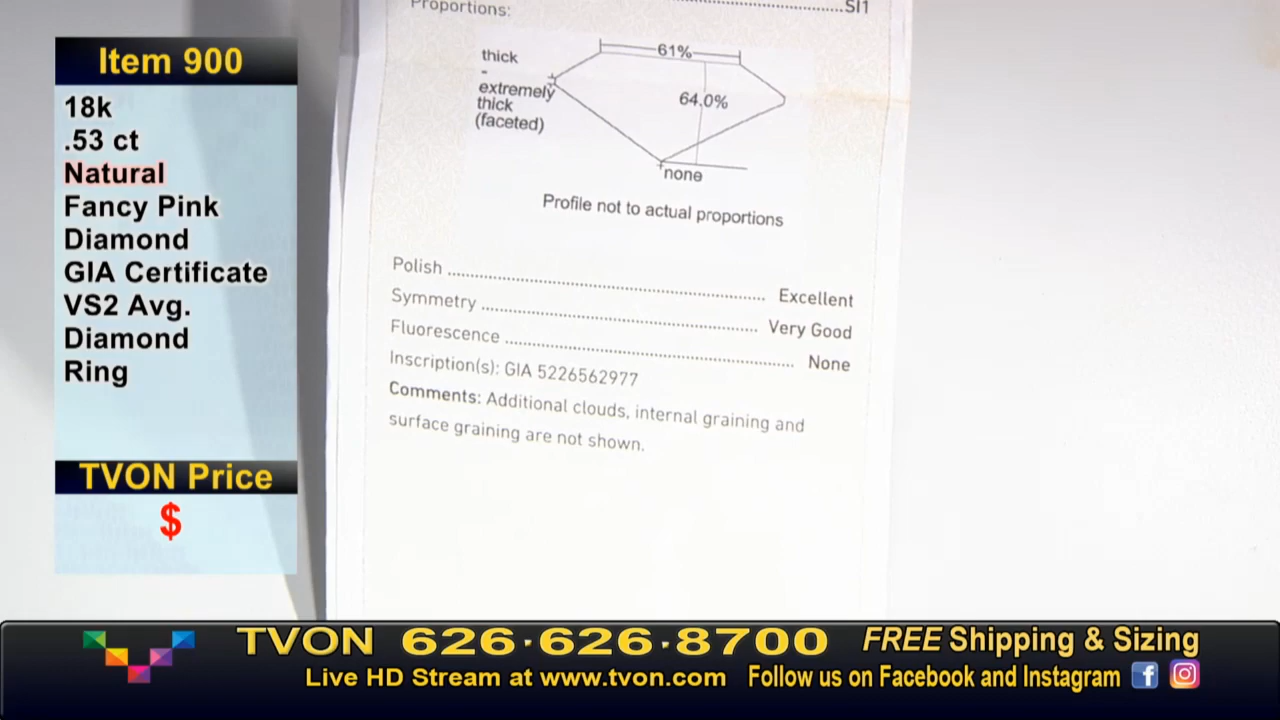 Item 900
18k
.53 ct
Natural
Fancy Pink
Diamond
GIA Certificate
VS2 Avg.
Diamond
Ring
TVON Price
$
SI1
Proportions:
61%
thick
-
extremely
thick
(faceted)
64.0%
none
Profile not to actual proportions
Polish ........ Excellent
Symmetry ........ Very Good
Fluorescence ........ None
Inscription(s): GIA 5226562977
Comments: Additional clouds, internal graining and
surface graining are not shown.
TVON 626·626·8700 FREE Shipping & Sizing
Live HD Stream at www.tvon.com Follow us on Facebook and Instagram